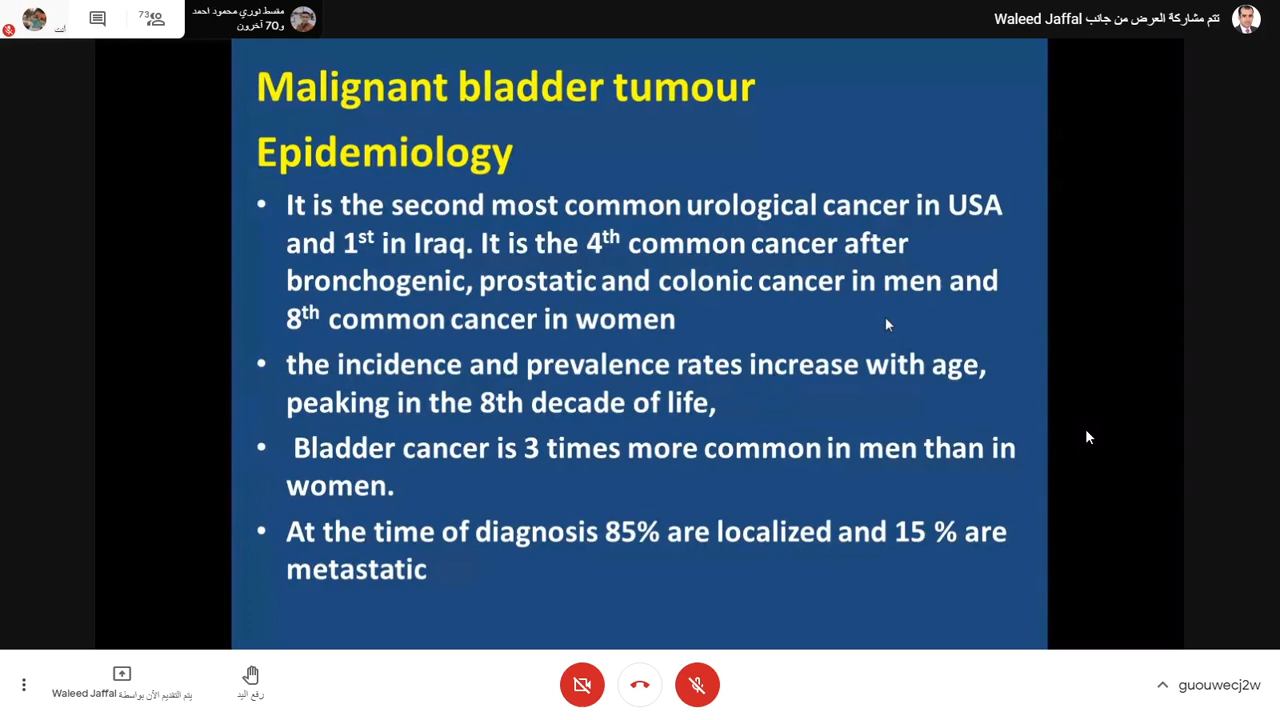 تتم مشاركة العرض من جانب Waleed Jaffal
مقسط نوري محمود احمد
و70 آخرون
73
أنت
Malignant bladder tumour
Epidemiology
• It is the second most common urological cancer in USA
and 1st in Iraq. It is the 4th common cancer after
bronchogenic, prostatic and colonic cancer in men and
8th common cancer in women
• the incidence and prevalence rates increase with age,
peaking in the 8th decade of life,
• Bladder cancer is 3 times more common in men than in
women.
• At the time of diagnosis 85% are localized and 15 % are
metastatic
يتم التقديم الآن بواسطة Waleed Jaffal
رفع اليد
guouwecj2w